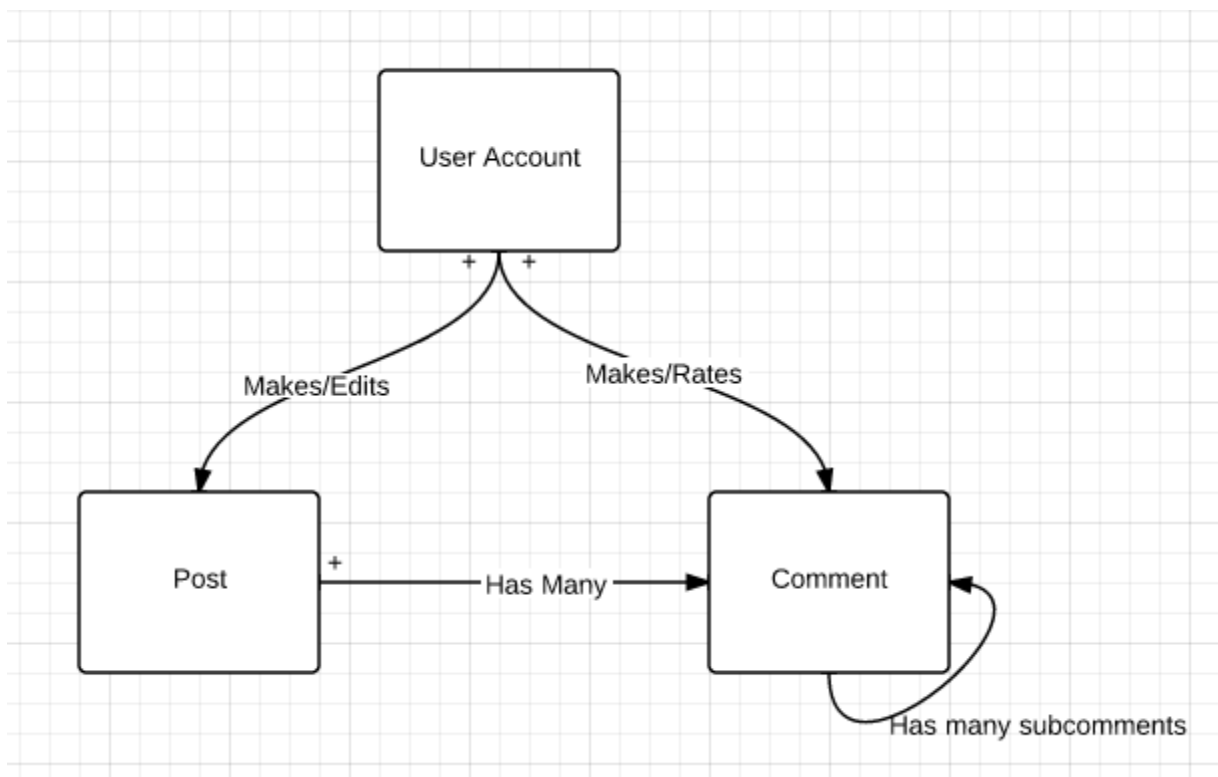 User Account
+ +
Makes/Rates
Makes/Edits
+
Post
Comment
Has Many
Has many subcomments